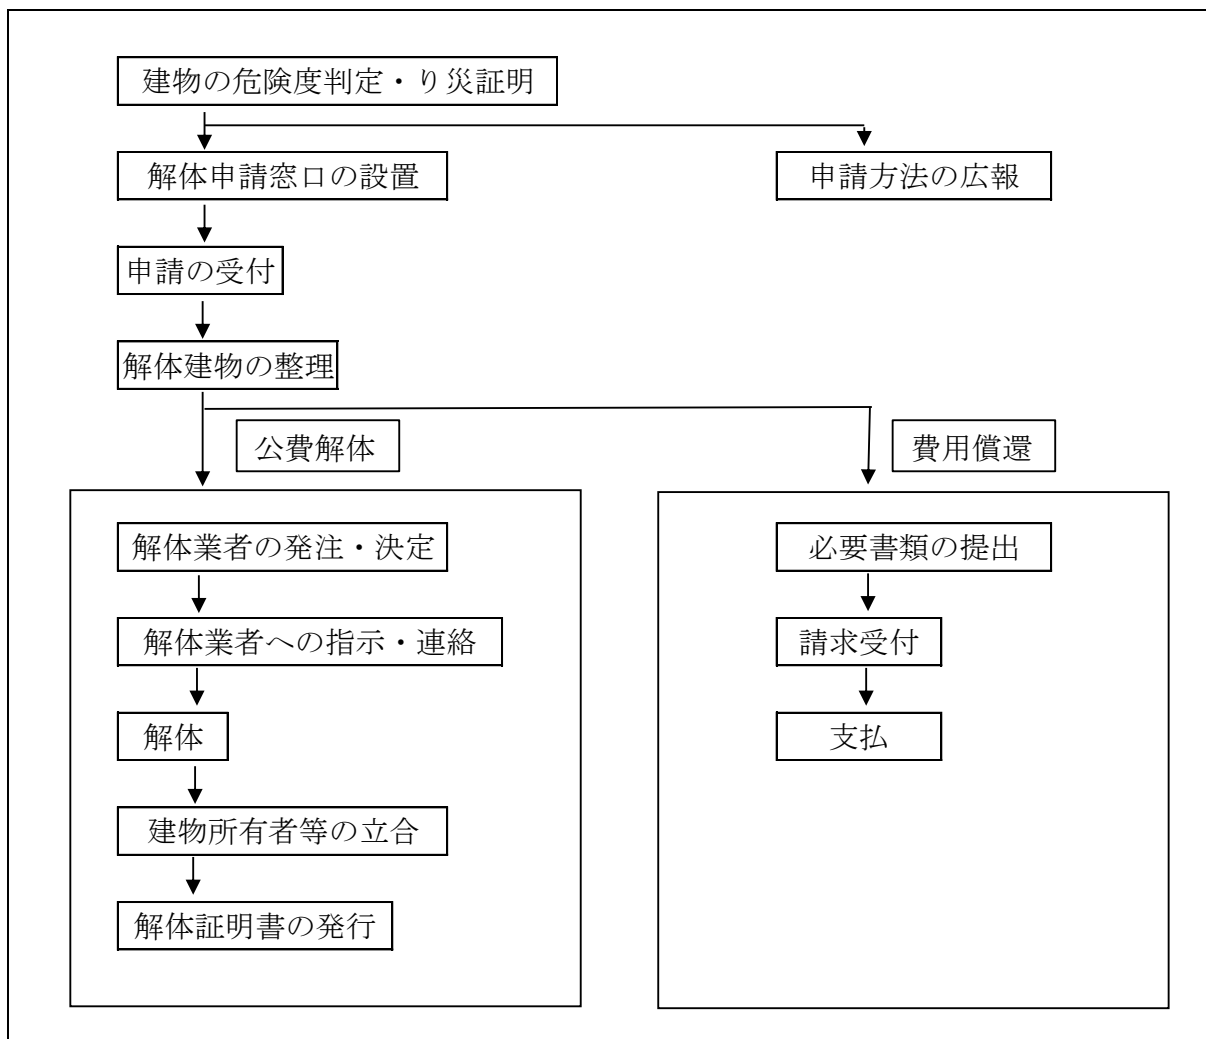 建物の危険度判定・り災証明
解体申請窓口の設置
申請方法の広報
申請の受付
解体建物の整理
公費解体
費用償還
解体業者の発注・決定
解体業者への指示・連絡
解体
建物所有者等の立合
解体証明書の発行
必要書類の提出
請求受付
支払